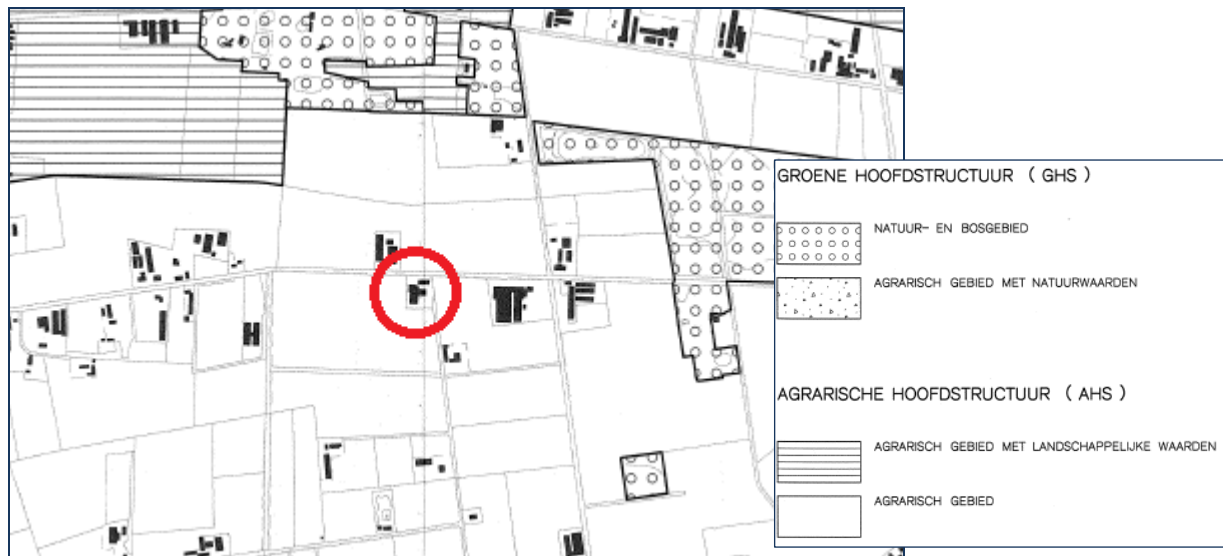 GROENE HOOFDSTRUCTUUR ( GHS )
NATUUR- EN BOSGEBIED
AGRARISCH GEBIED MET NATUURWAARDEN
AGRARISCHE HOOFDSTRUCTUUR ( AHS )
AGRARISCH GEBIED MET LANDSCHAPPELIJKE WAARDEN
AGRARISCH GEBIED